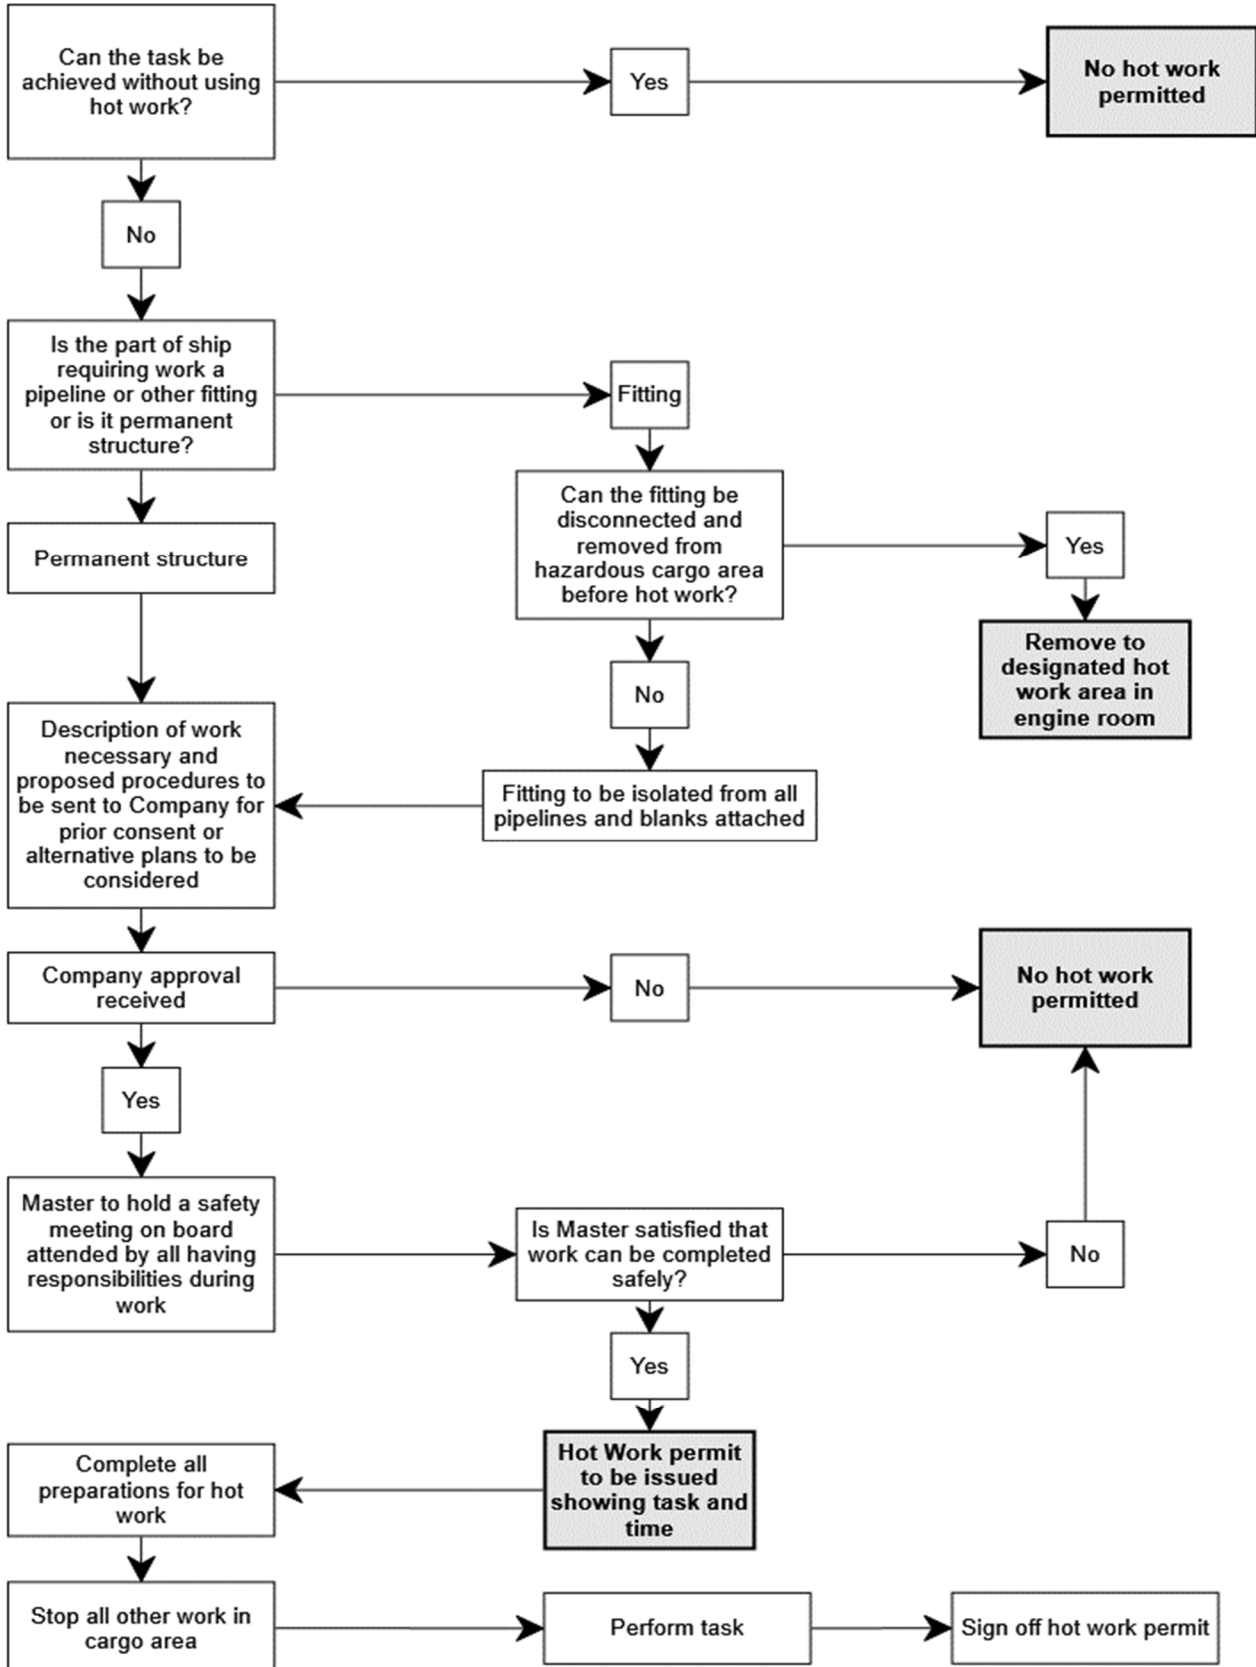 Can the task be
achieved without using
hot work?
Yes
No hot work
permitted
No
Is the part of ship
requiring work a
pipeline or other fitting
or is it permanent
structure?
Fitting
Can the fitting be
disconnected and
removed from
hazardous cargo area
before hot work?
Yes
Permanent structure
Remove to
designated hot
work area in
engine room
No
Description of work
necessary and
proposed procedures to
be sent to Company for
prior consent or
alternative plans to be
considered
Fitting to be isolated from all
pipelines and blanks attached
Company approval
received
No
No hot work
permitted
Yes
Master to hold a safety
meeting on board
attended by all having
responsibilities during
work
Is Master satisfied that
work can be completed
safely?
No
Yes
Hot Work permit
to be issued
showing task and
time
Complete all
preparations for hot
work
Stop all other work in
cargo area
Perform task
Sign off hot work permit